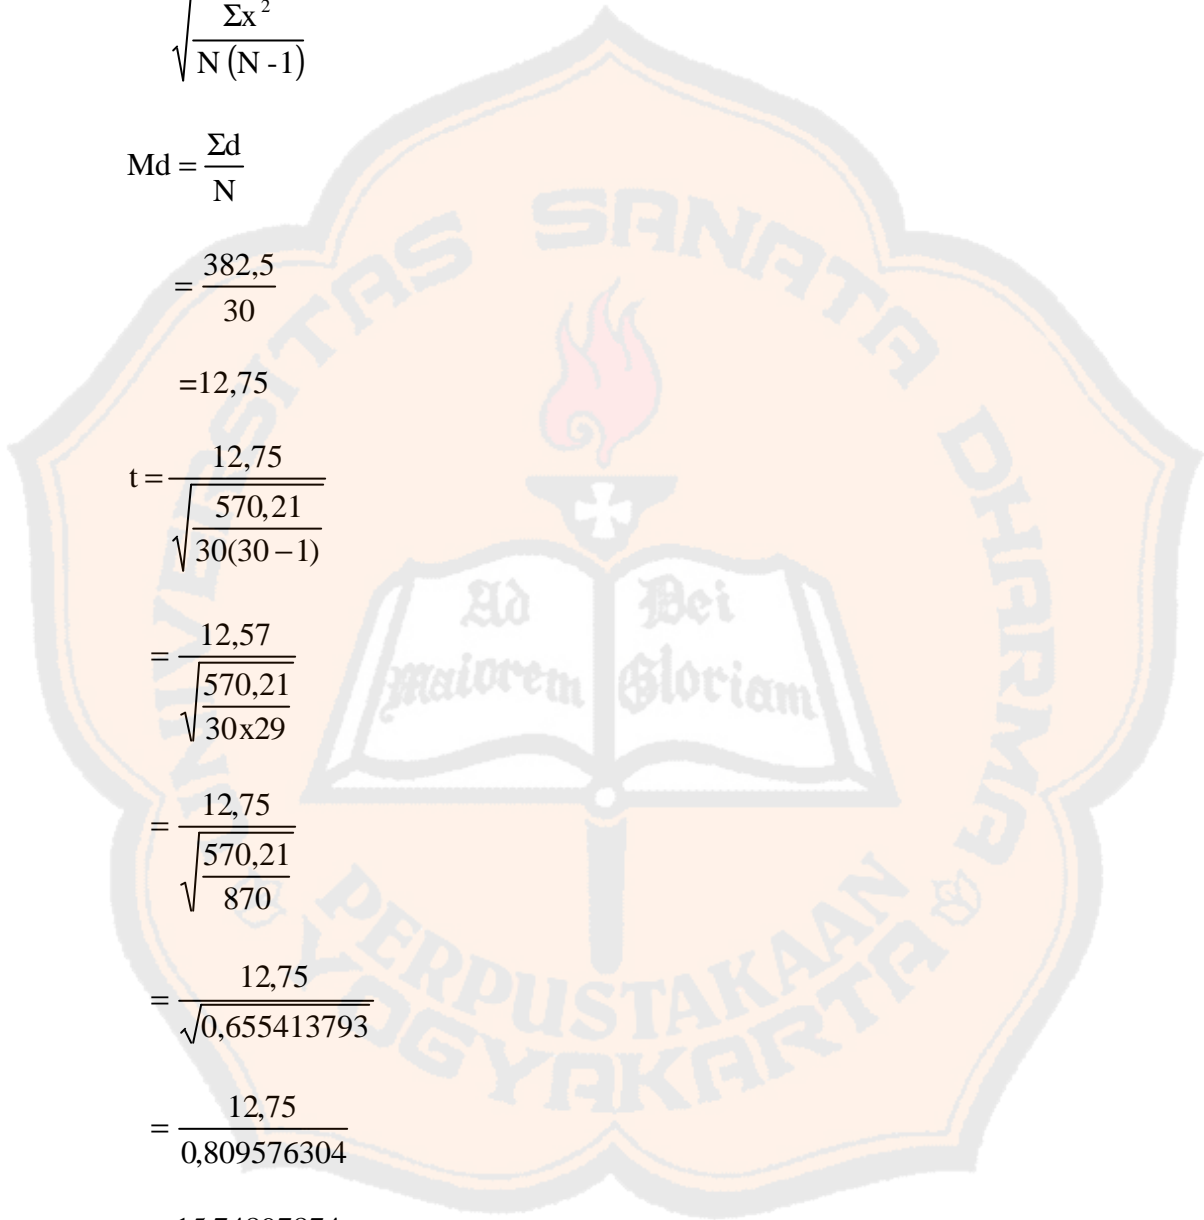 √(Σx² / N (N - 1))
Md = Σd / N
= 382,5 / 30
=12,75
t = 12,75 / √(570,21 / 30(30 – 1))
= 12,57 / √(570,21 / 30x29)
= 12,75 / √(570,21 / 870)
= 12,75 / √0,655413793
= 12,75 / 0,809576304
UNIVERSITAS SANATA DHARMA
Ad Dei
Maiorem Gloriam
PERPUSTAKAAN
YOGYAKARTA